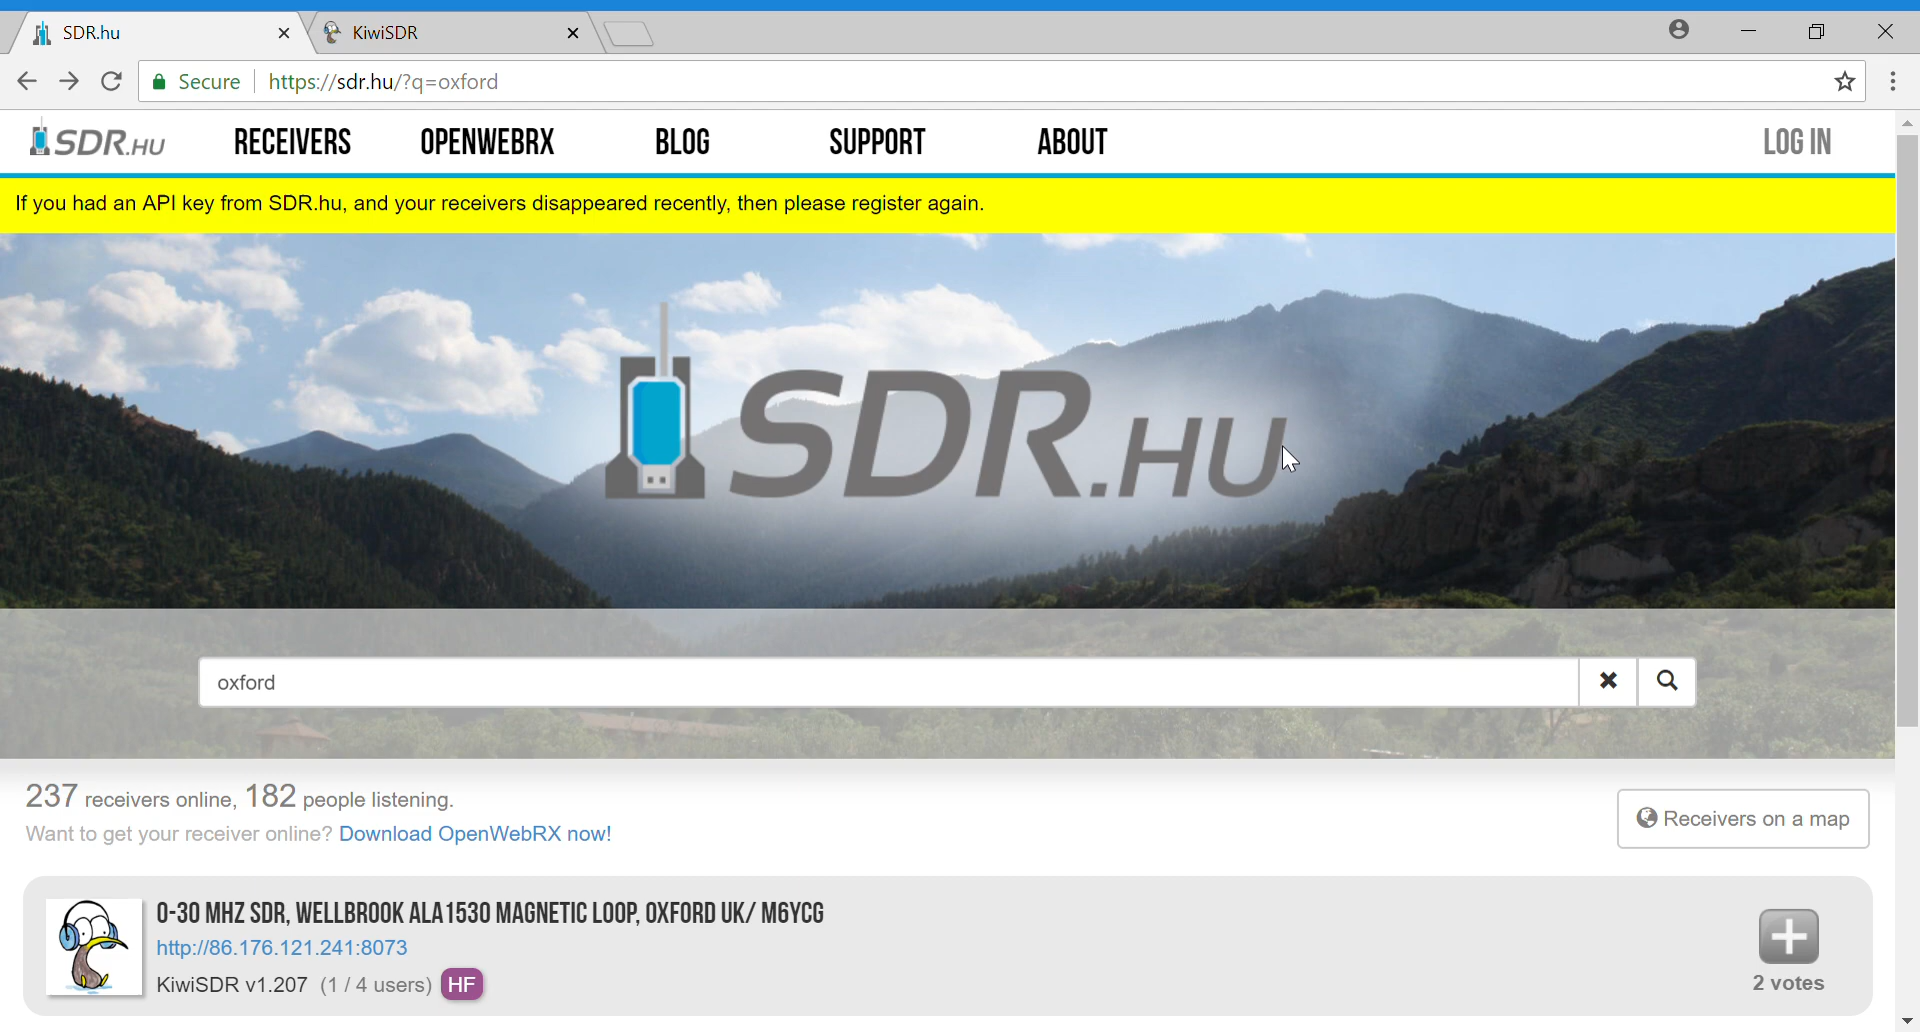 SDR.hu
KiwiSDR
Secure https://sdr.hu/?q=oxford
SDR.HU RECEIVERS OPENWEBRX BLOG SUPPORT ABOUT LOG IN
If you had an API key from SDR.hu, and your receivers disappeared recently, then please register again.
SDR.HU
oxford
237 receivers online, 182 people listening.
Want to get your receiver online? Download OpenWebRX now!
Receivers on a map
0-30 MHZ SDR, WELLBROOK ALA1530 MAGNETIC LOOP, OXFORD UK/ M6YCG
http://86.176.121.241:8073
KiwiSDR v1.207 (1 / 4 users) HF
2 votes